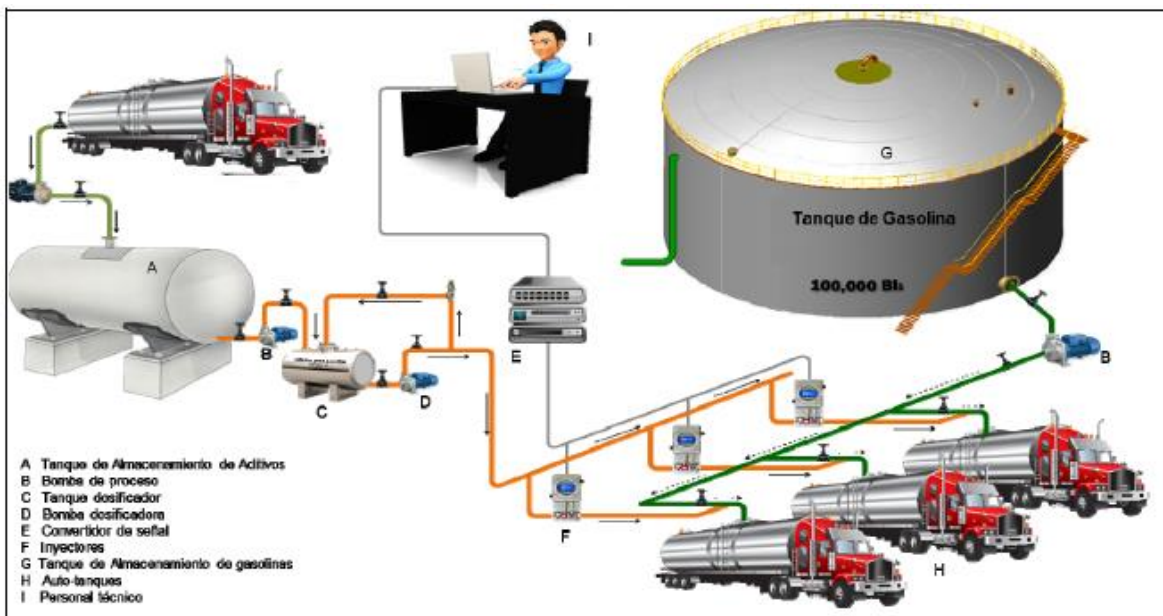 I
G
Tanque de Gasolina
100,000 Bls
A
B
E
B
C
D
F
H
A Tanque de Almacenamiento de Aditivos
B Bomba de proceso
C Tanque dosificador
D Bomba dosificadora
E Convertidor de señal
F Inyectores
G Tanque de Almacenamiento de gasolinas
H Auto-tanques
I Personal técnico